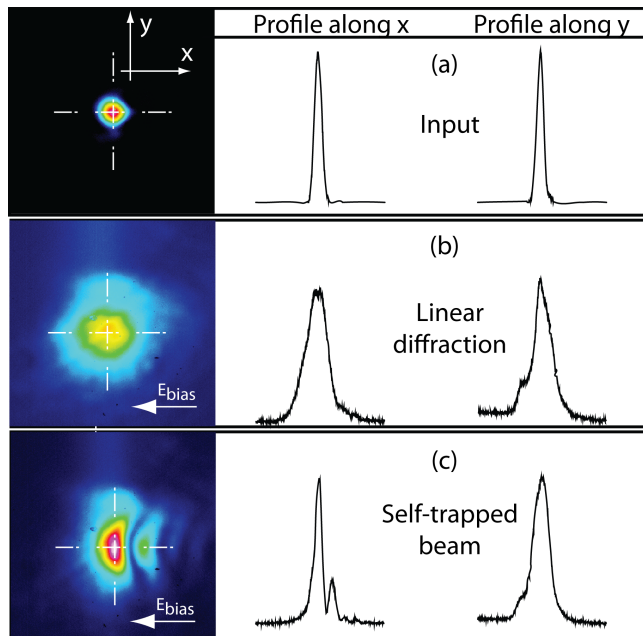 Profile along x Profile along y
y
x
(a)
Input
(b)
Linear
diffraction
Ebias
(c)
Self-trapped
beam
Ebias